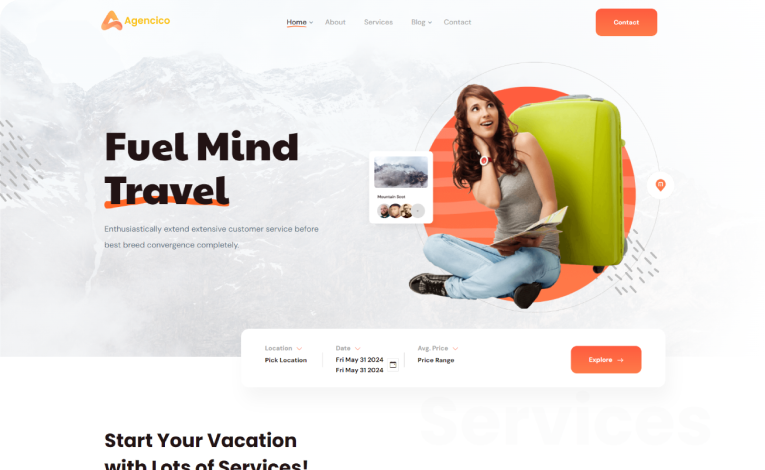 Agencico
Home
About
Services
Blog
Contact
Contact
Fuel Mind
Travel
Enthusiastically extend extensive customer service before
best breed convergence completely.
Mountain Dest
Location
Pick Location
Date
Fri May 31 2024
Fri May 31 2024
Avg. Price
Price Range
Explore →
Services
Start Your Vacation
with Lots of Services!